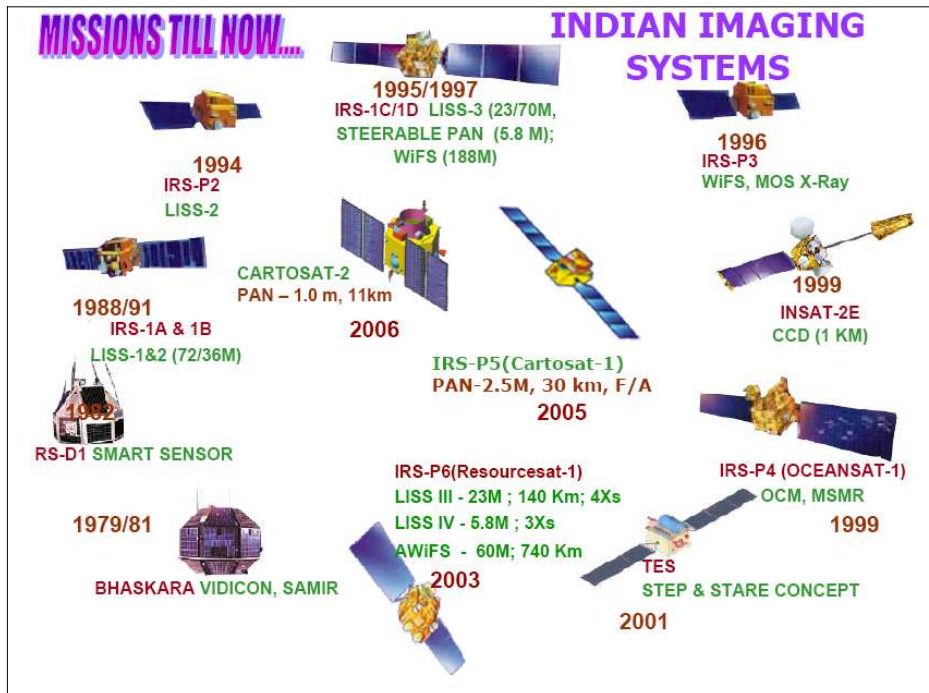 MISSIONS TILL NOW....
INDIAN IMAGING
SYSTEMS
1995/1997
IRS-1C/1D LISS-3 (23/70M,
STEERABLE PAN (5.8 M);
WiFS (188M)
1994
IRS-P2
LISS-2
1996
IRS-P3
WiFS, MOS X-Ray
1988/91
IRS-1A & 1B
LISS-1&2 (72/36M)
CARTOSAT-2
PAN – 1.0 m, 11km
2006
IRS-P5(Cartosat-1)
PAN-2.5M, 30 km, F/A
2005
1999
INSAT-2E
CCD (1 KM)
1982
RS-D1 SMART SENSOR
IRS-P6(Resourcesat-1)
LISS III - 23M ; 140 Km; 4Xs
LISS IV - 5.8M ; 3Xs
AWiFS - 60M; 740 Km
2003
IRS-P4 (OCEANSAT-1)
OCM, MSMR
1999
1979/81
BHASKARA VIDICON, SAMIR
TES
STEP & STARE CONCEPT
2001